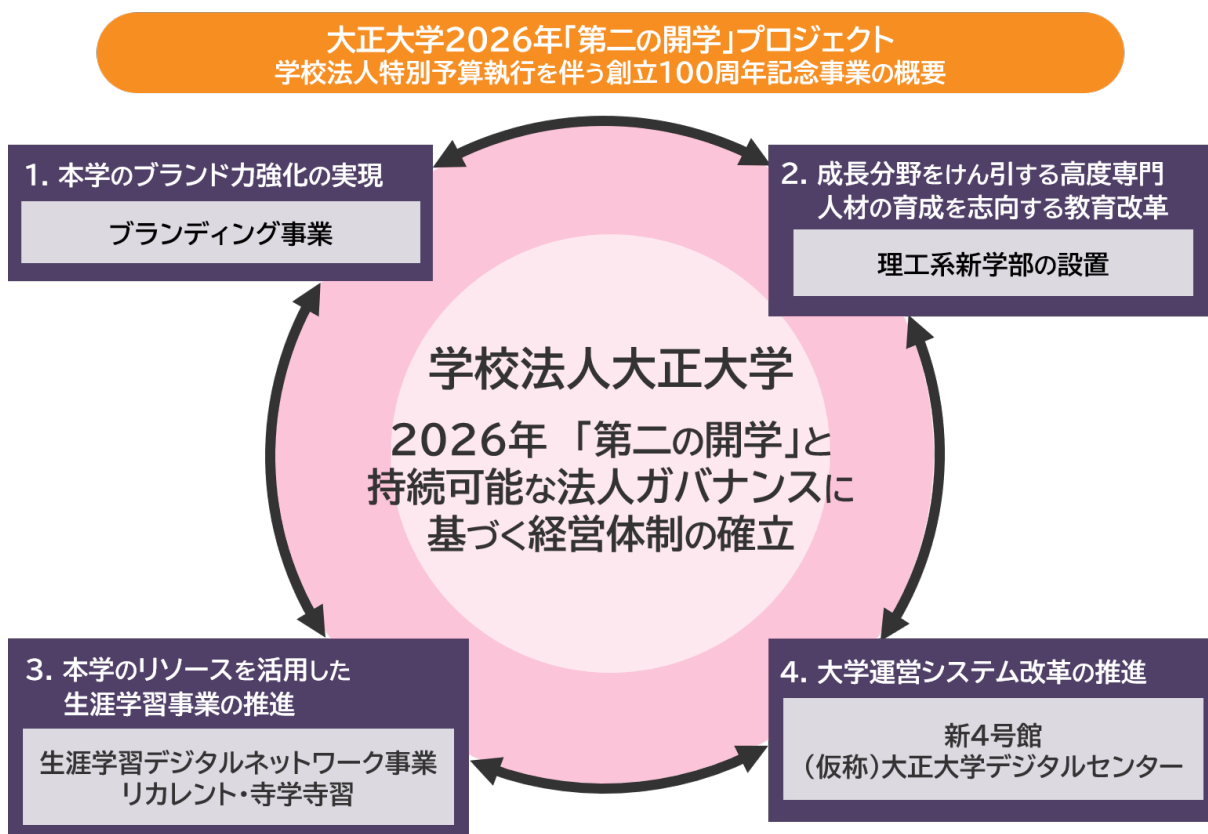 大正大学2026年「第二の開学」プロジェクト
学校法人特別予算執行を伴う創立100周年記念事業の概要
1. 本学のブランド力強化の実現
ブランディング事業
2. 成長分野をけん引する高度専門
人材の育成を志向する教育改革
理工系新学部の設置
学校法人大正大学
2026年 「第二の開学」と
持続可能な法人ガバナンスに
基づく経営体制の確立
3. 本学のリソースを活用した
生涯学習事業の推進
生涯学習デジタルネットワーク事業
リカレント・寺学寺習
4. 大学運営システム改革の推進
新4号館
（仮称）大正大学デジタルセンター